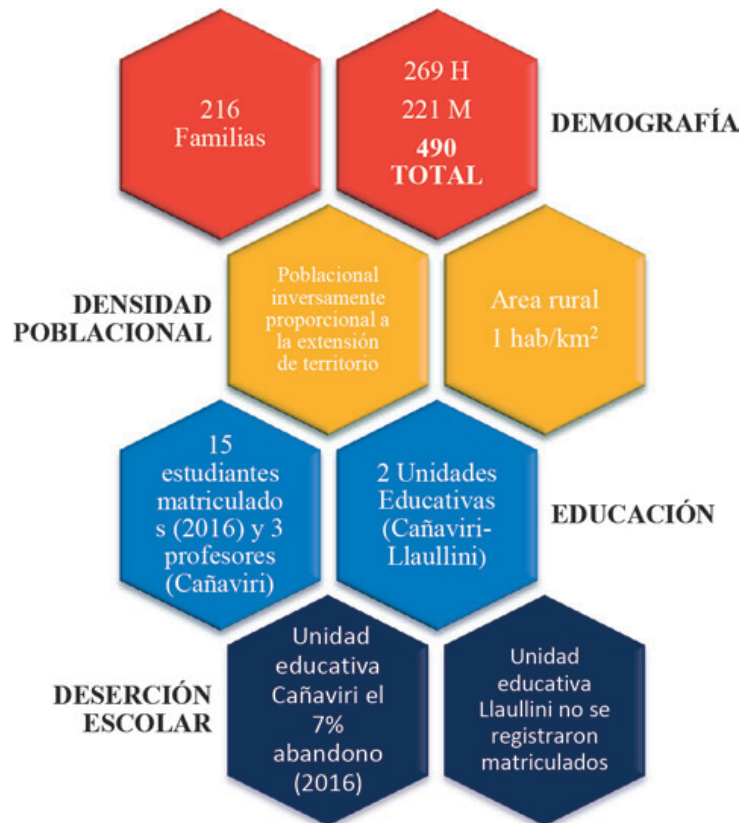 216
Familias
269 H
221 M
490
TOTAL
DEMOGRAFÍA
DENSIDAD
POBLACIONAL
Poblacional
inversamente
proporcional a
la extensión
de territorio
Area rural
1 hab/km²
15
estudiantes
matriculado
s (2016) y 3
profesores
(Cañaviri)
2 Unidades
Educativas
(Cañaviri-
Llaullini)
EDUCACIÓN
DESERCIÓN
ESCOLAR
Unidad
educativa
Cañaviri el
7%
abandono
(2016)
Unidad
educativa
Llaullini no se
registraron
matriculados